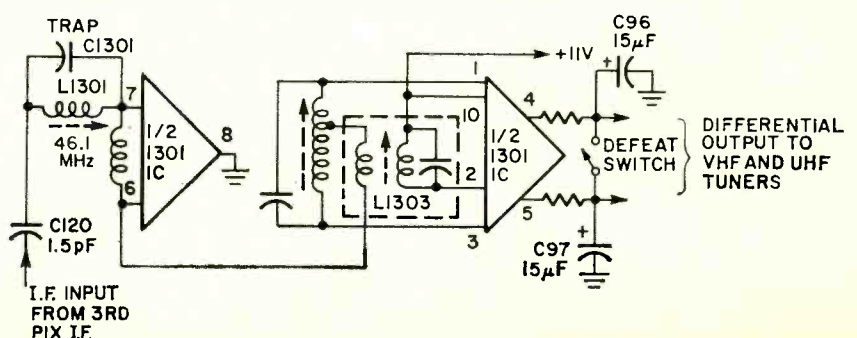 TRAP
C1301
L1301
46.1
MHz
7
6
1/2
1301
IC
8
C120
1.5pF
I.F. INPUT
FROM 3RD
PIX I.F.
L1303
+11V
1
10
2
3
1/2
1301
IC
4
5
C96
15µF
+
DEFEAT
SWITCH
DIFFERENTIAL
OUTPUT TO
VHF AND UHF
TUNERS
+
C97
15µF